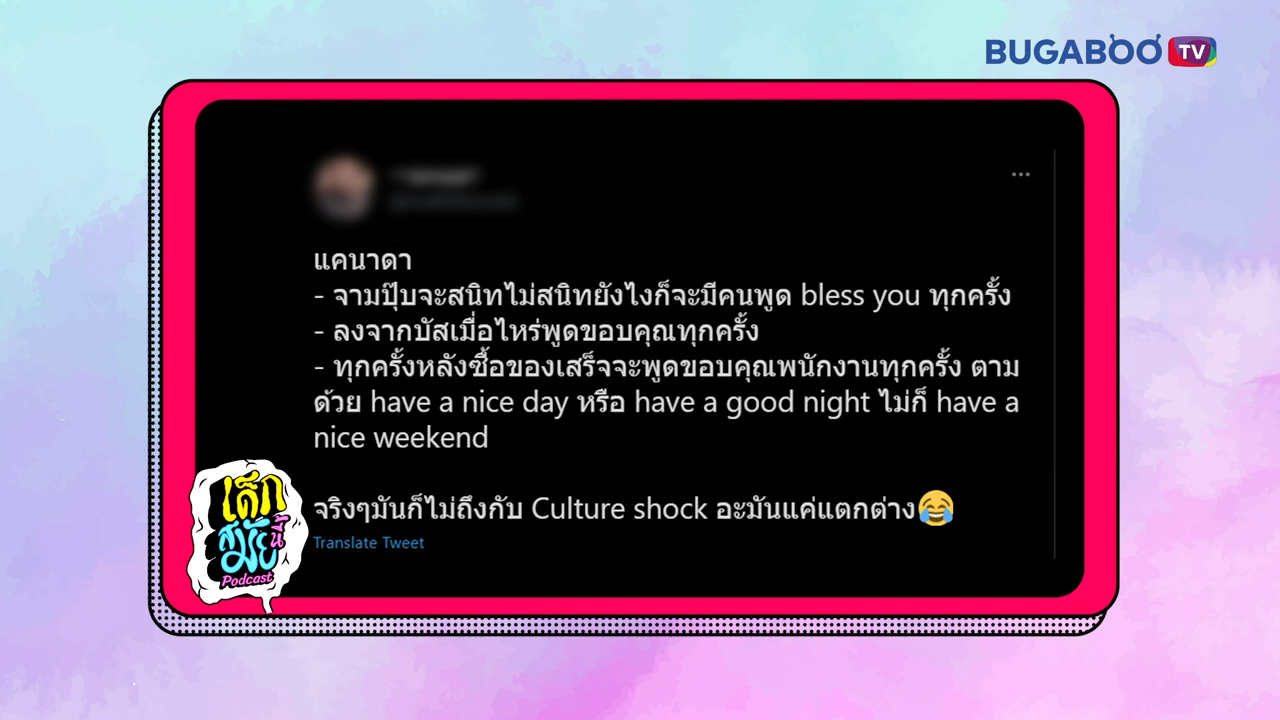 BUGABOO TV
แคนาดา
- จามปุ๊บจะสนิทไม่สนิทยังไงก็จะมีคนพูด bless you ทุกครั้ง
- ลงจากบัสเมื่อไหร่พูดขอบคุณทุกครั้ง
- ทุกครั้งหลังซื้อของเสร็จจะพูดขอบคุณพนักงานทุกครั้ง ตาม
ด้วย have a nice day หรือ have a good night ไม่ก็ have a
nice weekend
จริงๆมันก็ไม่ถึงกับ Culture shock อะมันแค่แตกต่าง😂
Translate Tweet
เด็ก
สมัยนี้
Podcast